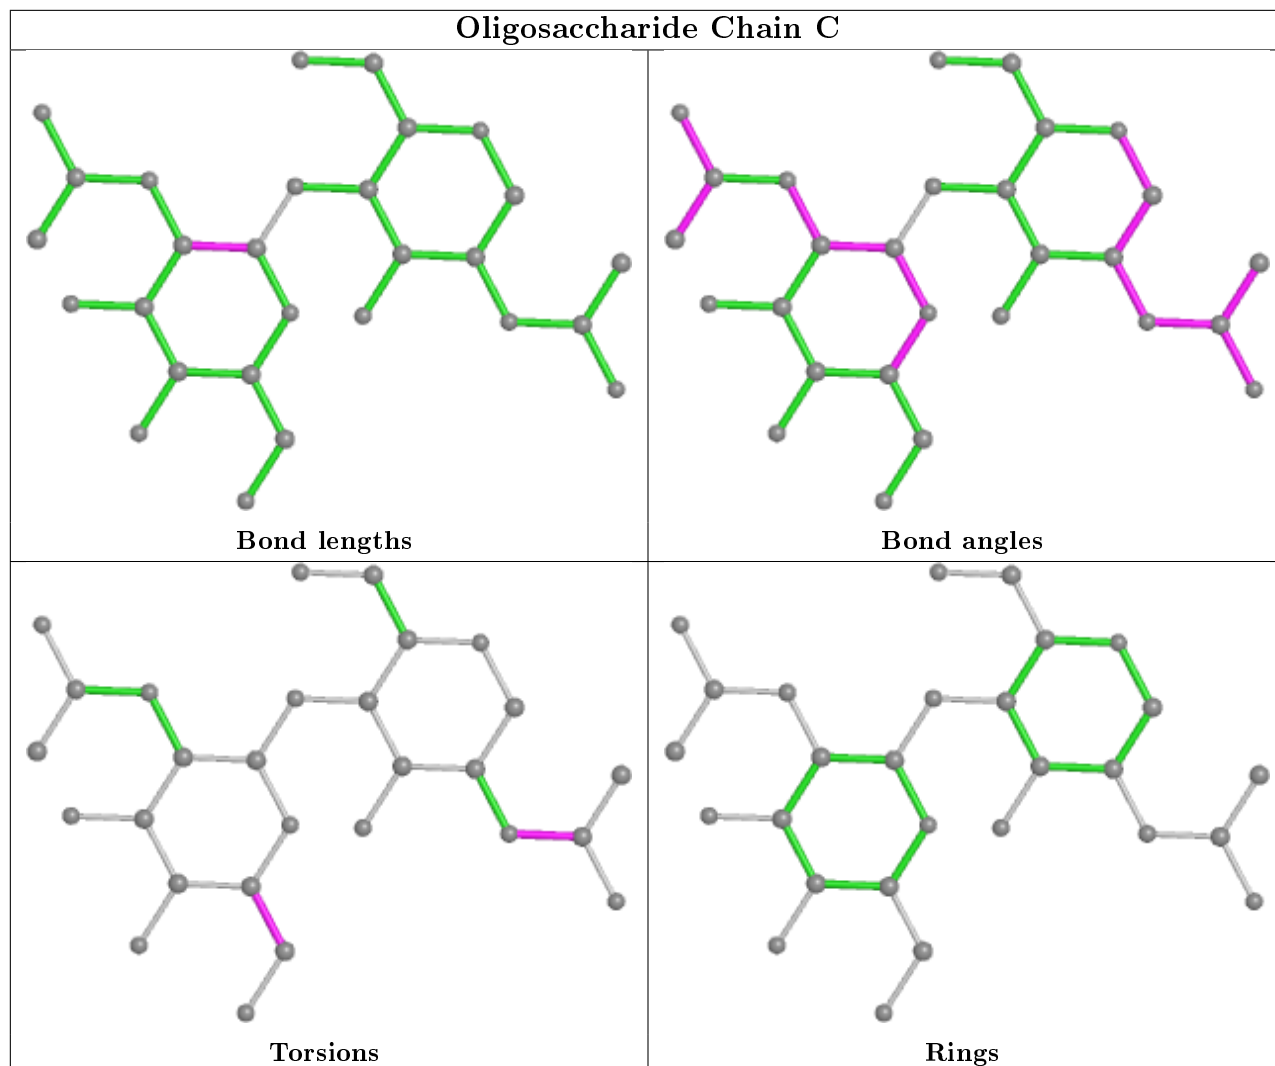 Oligosaccharide Chain C
Bond lengths
Bond angles
Torsions
Rings